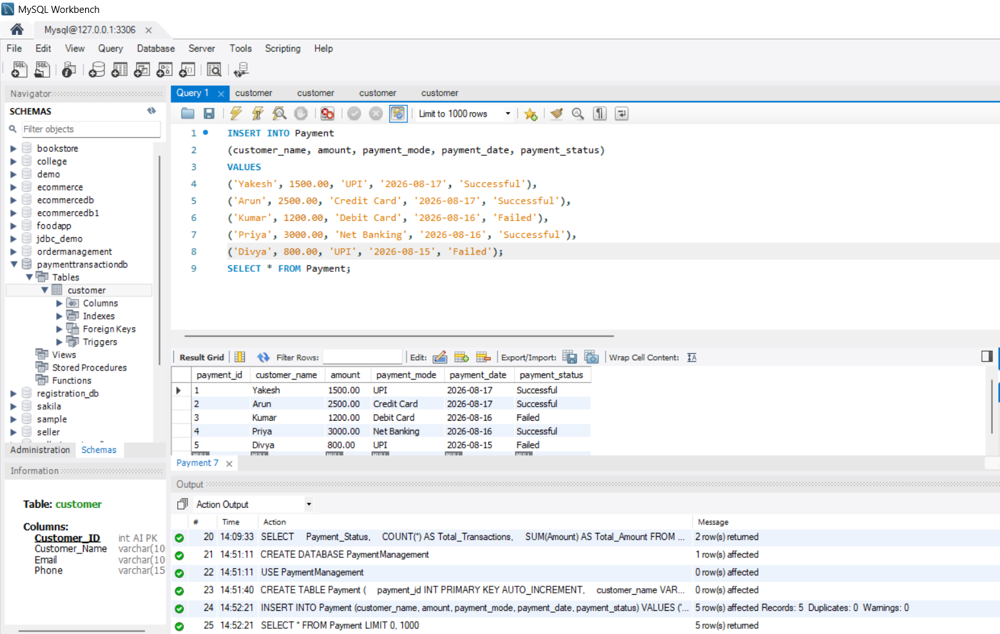 MySQL Workbench
Mysql@127.0.0.1:3306
File Edit View Query Database Server Tools Scripting Help
Navigator
SCHEMAS
Filter objects
bookstore
college
demo
ecommerce
ecommercedb
ecommercedb1
foodapp
jdbc_demo
ordermanagement
paymenttransactiondb
Tables
customer
Columns
Indexes
Foreign Keys
Triggers
Views
Stored Procedures
Functions
registration_db
sakila
sample
seller
Administration Schemas
Information
Table: customer
Columns:
Customer_ID int AI PK
Customer_Name varchar(10
Email varchar(10
Phone varchar(15
Query 1 customer customer customer customer
Limit to 1000 rows
1 INSERT INTO Payment
2 (customer_name, amount, payment_mode, payment_date, payment_status)
3 VALUES
4 ('Yakesh', 1500.00, 'UPI', '2026-08-17', 'Successful'),
5 ('Arun', 2500.00, 'Credit Card', '2026-08-17', 'Successful'),
6 ('Kumar', 1200.00, 'Debit Card', '2026-08-16', 'Failed'),
7 ('Priya', 3000.00, 'Net Banking', '2026-08-16', 'Successful'),
8 ('Divya', 800.00, 'UPI', '2026-08-15', 'Failed');
9 SELECT * FROM Payment;
Result Grid Filter Rows: Edit: Export/Import: Wrap Cell Content:
payment_id customer_name amount payment_mode payment_date payment_status
1 Yakesh 1500.00 UPI 2026-08-17 Successful
2 Arun 2500.00 Credit Card 2026-08-17 Successful
3 Kumar 1200.00 Debit Card 2026-08-16 Failed
4 Priya 3000.00 Net Banking 2026-08-16 Successful
5 Divya 800.00 UPI 2026-08-15 Failed
Payment 7
Output
Action Output
# Time Action Message
20 14:09:33 SELECT Payment_Status, COUNT(*) AS Total_Transactions, SUM(Amount) AS Total_Amount FROM ... 2 row(s) returned
21 14:51:11 CREATE DATABASE PaymentManagement 1 row(s) affected
22 14:51:11 USE PaymentManagement 0 row(s) affected
23 14:51:40 CREATE TABLE Payment ( payment_id INT PRIMARY KEY AUTO_INCREMENT, customer_name VAR... 0 row(s) affected
24 14:52:21 INSERT INTO Payment (customer_name, amount, payment_mode, payment_date, payment_status) VALUES ('... 5 row(s) affected Records: 5 Duplicates: 0 Warnings: 0
25 14:52:21 SELECT * FROM Payment LIMIT 0, 1000 5 row(s) returned